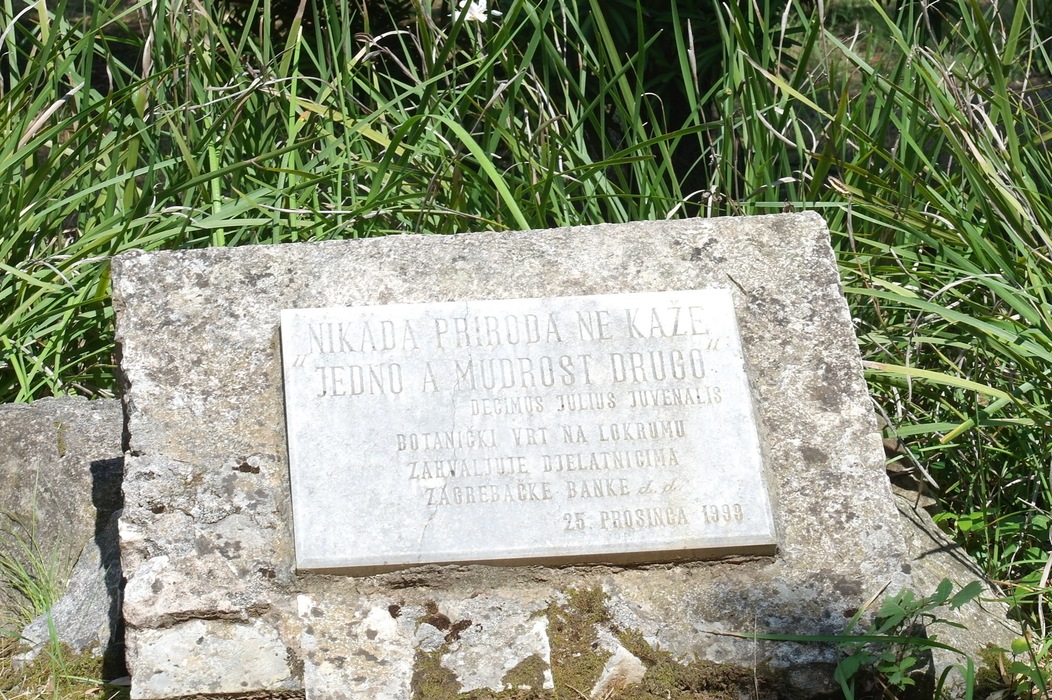 "NIKADA PRIRODA NE KAŽE
JEDNO A MUDROST DRUGO"
DECIMUS JULIUS JUVENALIS
BOTANIČKI VRT NA LOKRUMU
ZAHVALJUJE DJELATNICIMA
ZAGREBAČKE BANKE d.d.
25. PROSINCA 1999